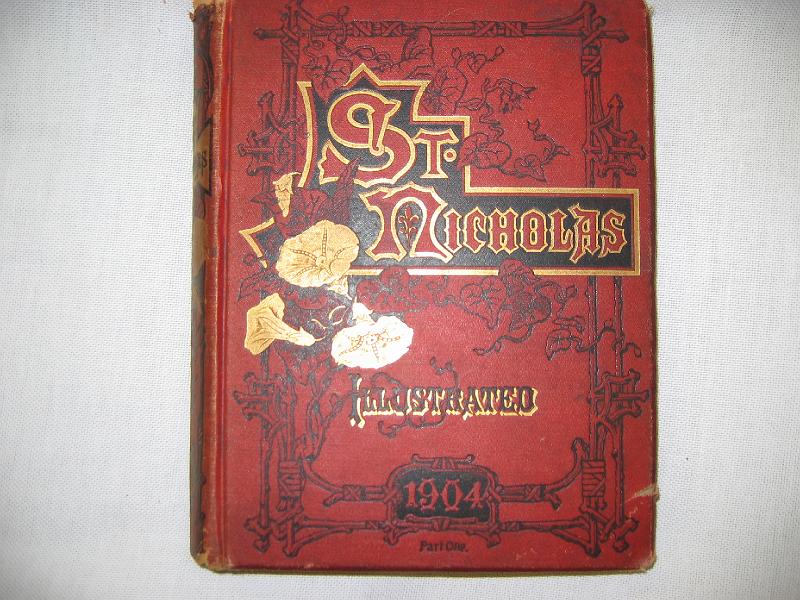 St.
Nicholas
Illustrated
1904
Part One.